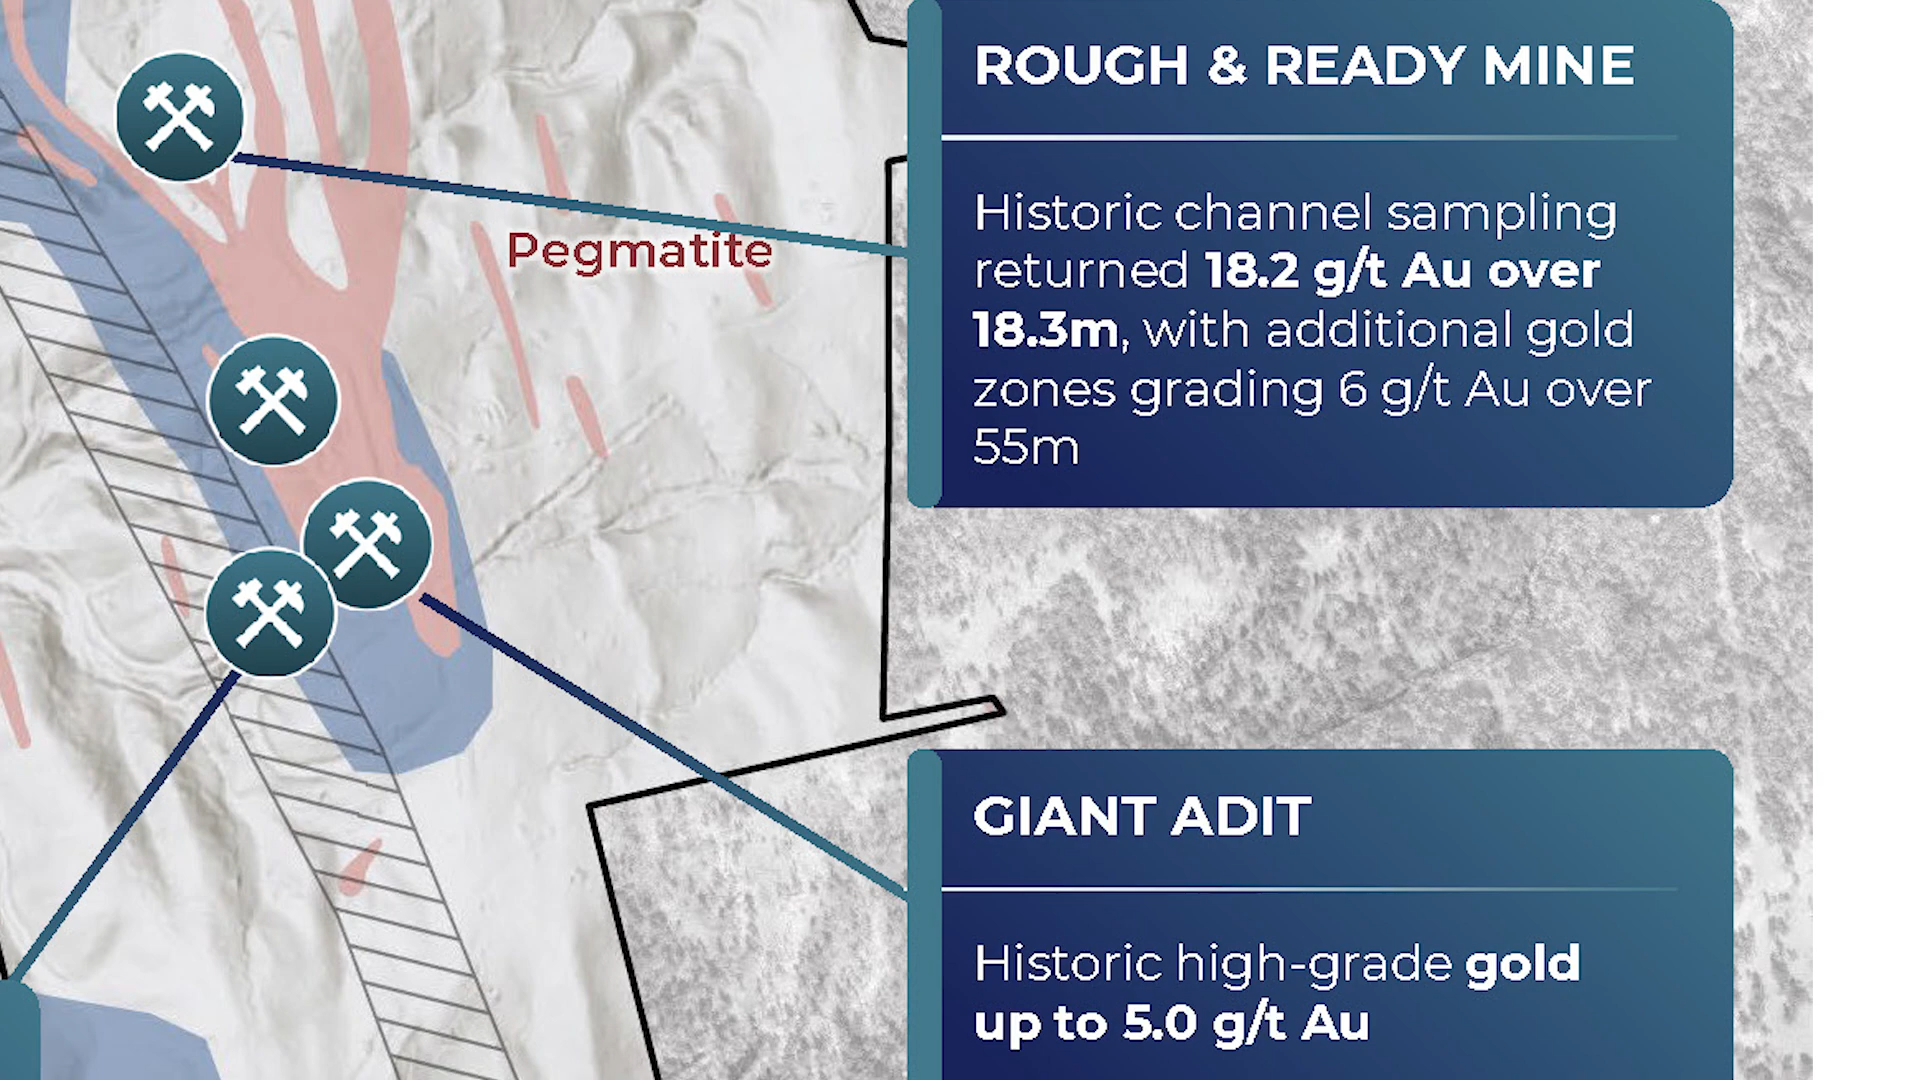 ROUGH & READY MINE
Historic channel sampling
returned 18.2 g/t Au over
18.3m, with additional gold
zones grading 6 g/t Au over
55m
Pegmatite
GIANT ADIT
Historic high-grade gold
up to 5.0 g/t Au